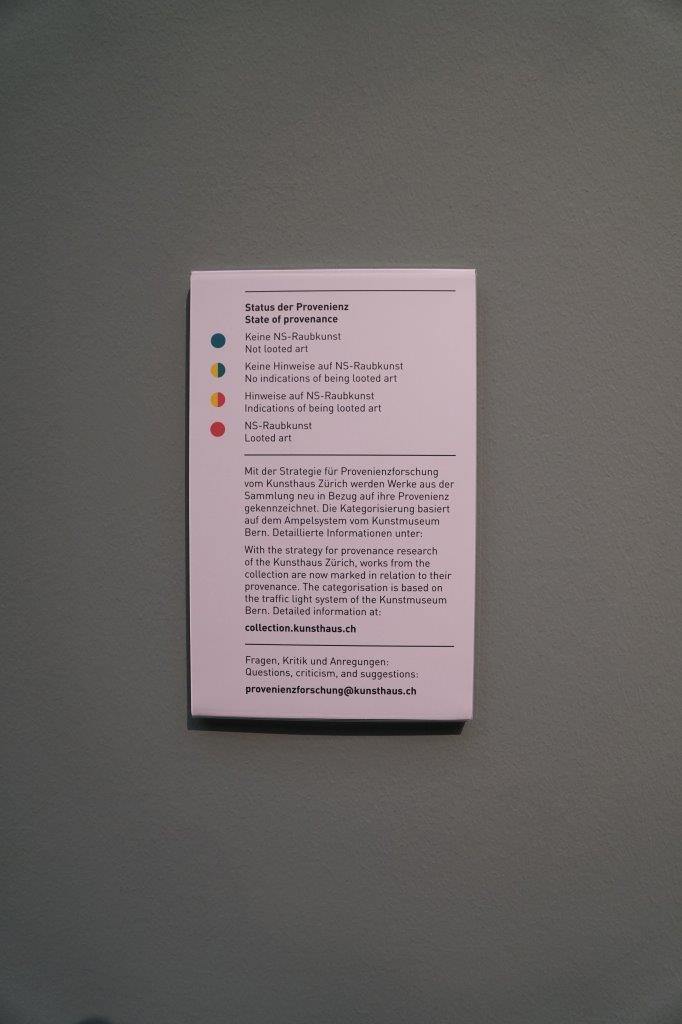 Status der Provenienz
State of provenance
Keine NS-Raubkunst
Not looted art
Keine Hinweise auf NS-Raubkunst
No indications of being looted art
Hinweise auf NS-Raubkunst
Indications of being looted art
NS-Raubkunst
Looted art
Mit der Strategie für Provenienzforschung
vom Kunsthaus Zürich werden Werke aus der
Sammlung neu in Bezug auf ihre Provenienz
gekennzeichnet. Die Kategorisierung basiert
auf dem Ampelsystem vom Kunstmuseum
Bern. Detaillierte Informationen unter:
With the strategy for provenance research
of the Kunsthaus Zürich, works from the
collection are now marked in relation to their
provenance. The categorisation is based on
the traffic light system of the Kunstmuseum
Bern. Detailed information at:
collection.kunsthaus.ch
Fragen, Kritik und Anregungen:
Questions, criticism, and suggestions:
provenienzforschung@kunsthaus.ch